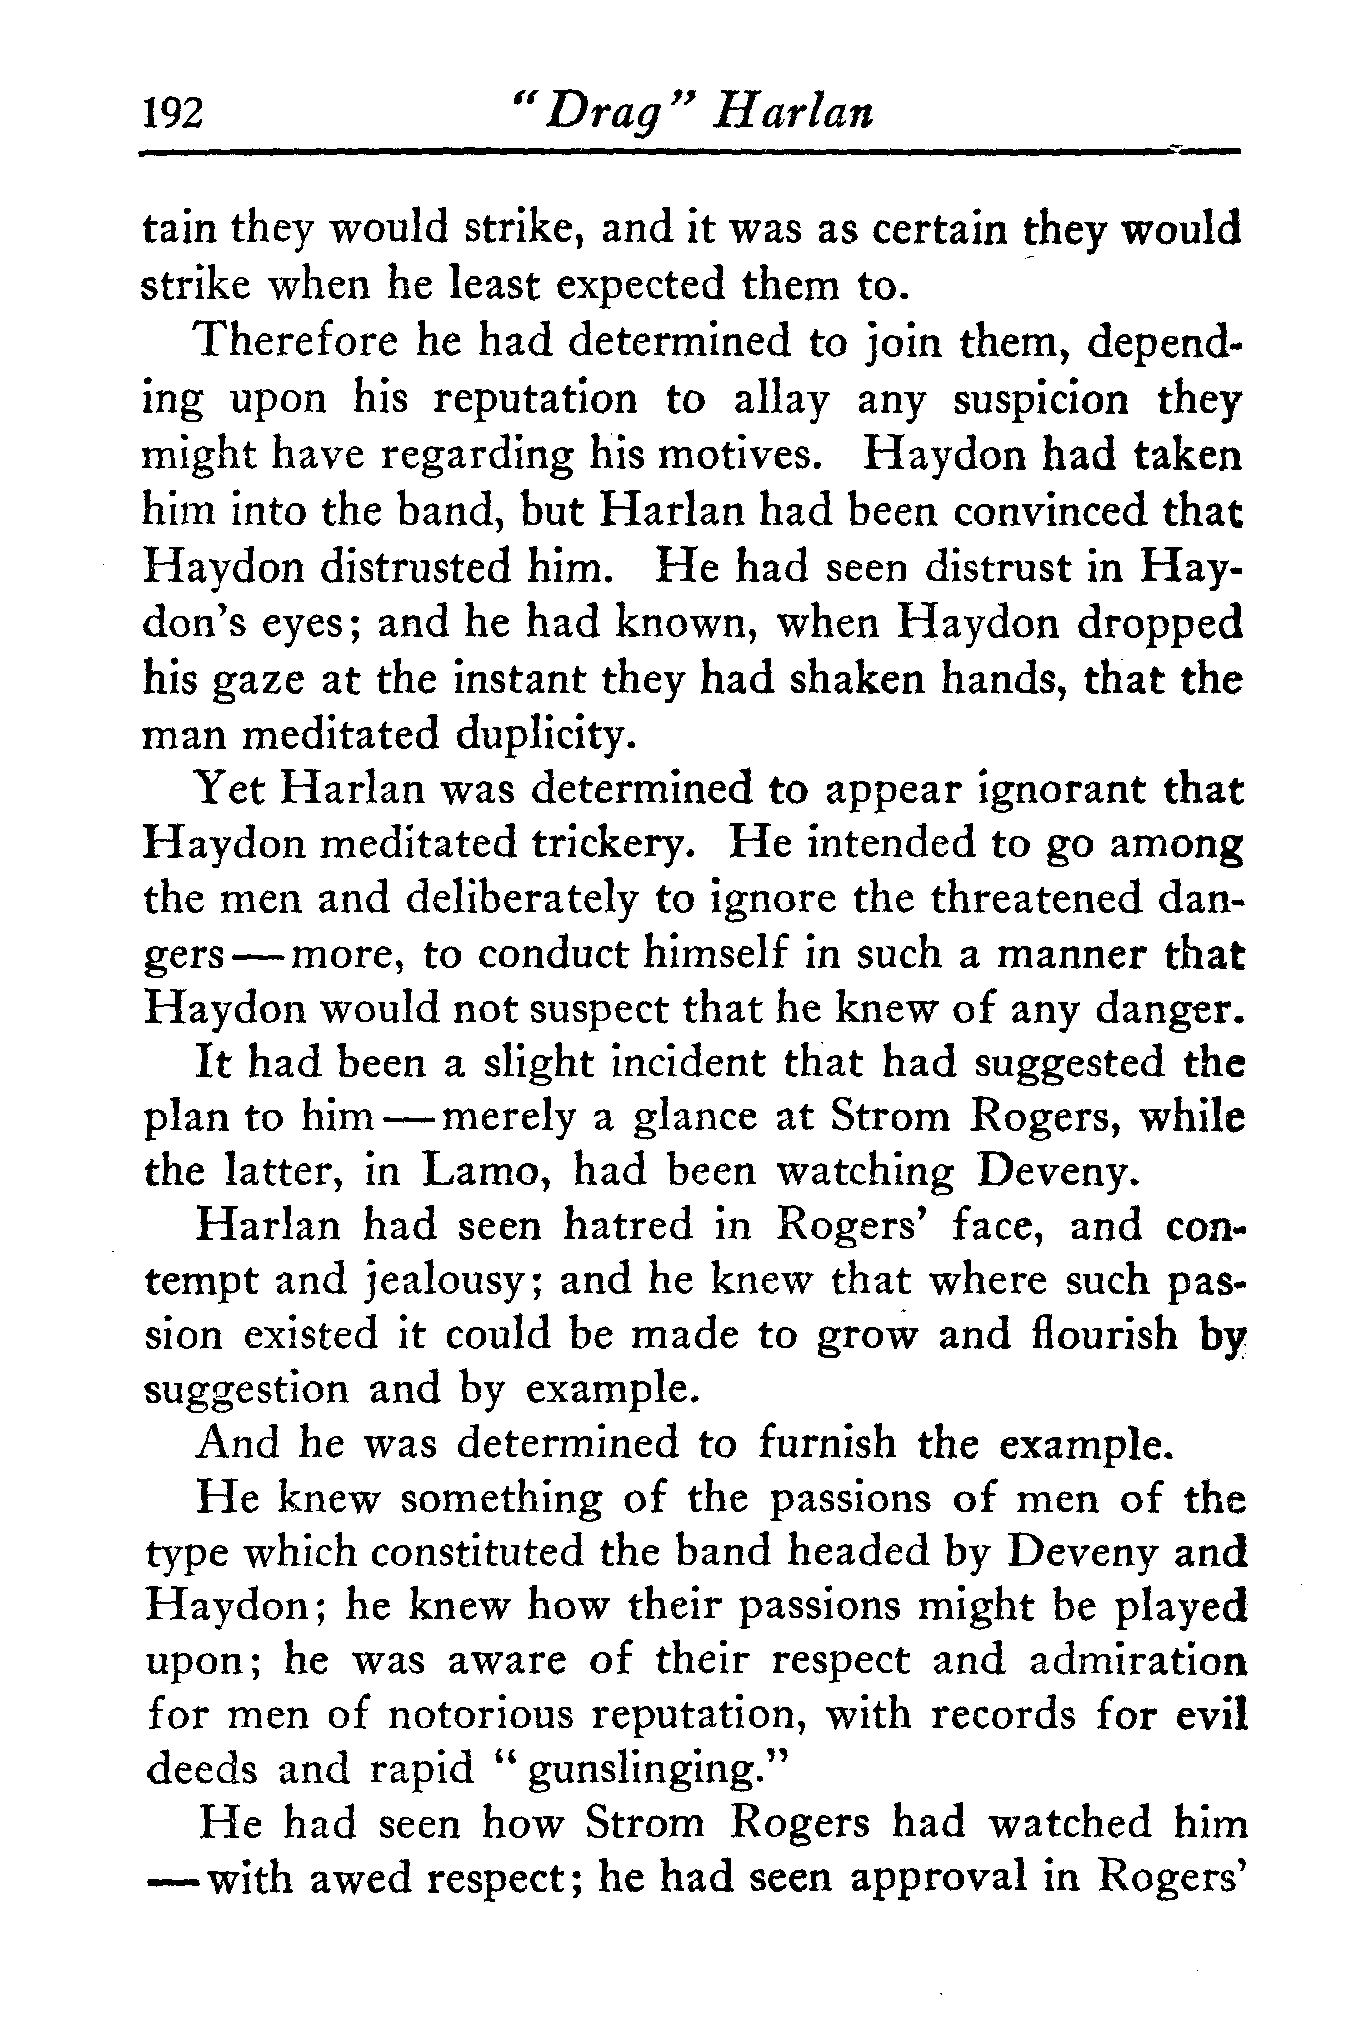 192 "Drag" Harlan
tain they would strike, and it was as certain they would
strike when he least expected them to.
Therefore he had determined to join them, depend-
ing upon his reputation to allay any suspicion they
might have regarding his motives. Haydon had taken
him into the band, but Harlan had been convinced that
Haydon distrusted him. He had seen distrust in Hay-
don's eyes; and he had known, when Haydon dropped
his gaze at the instant they had shaken hands, that the
man meditated duplicity.
Yet Harlan was determined to appear ignorant that
Haydon meditated trickery. He intended to go among
the men and deliberately to ignore the threatened dan-
gers—more, to conduct himself in such a manner that
Haydon would not suspect that he knew of any danger.
It had been a slight incident that had suggested the
plan to him—merely a glance at Strom Rogers, while
the latter, in Lamo, had been watching Deveny.
Harlan had seen hatred in Rogers' face, and con-
tempt and jealousy; and he knew that where such pas-
sion existed it could be made to grow and flourish by
suggestion and by example.
And he was determined to furnish the example.
He knew something of the passions of men of the
type which constituted the band headed by Deveny and
Haydon; he knew how their passions might be played
upon; he was aware of their respect and admiration
for men of notorious reputation, with records for evil
deeds and rapid "gunslinging."
He had seen how Strom Rogers had watched him
—with awed respect; he had seen approval in Rogers'